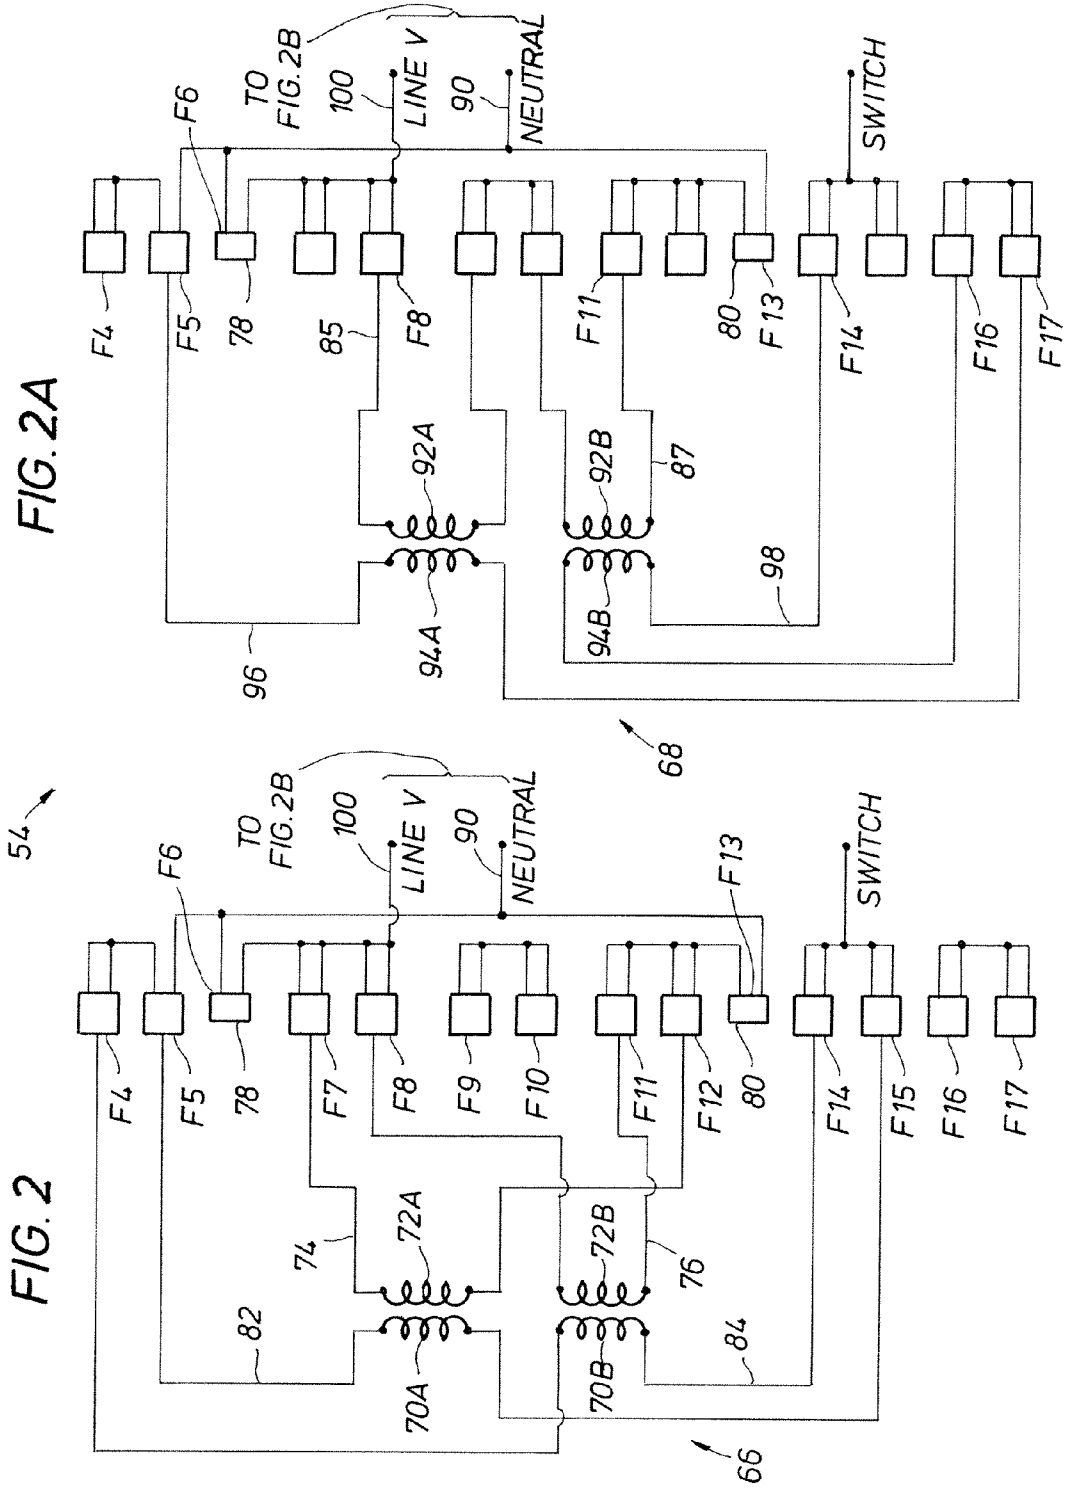 FIG. 2A
TO
FIG. 2B
100
LINE V
90
NEUTRAL
SWITCH
F6
F4
F5
78
85
F8
F11
80
F13
F14
F16
F17
92A
92B
87
94A
94B
96
98
68
54
FIG. 2
TO
FIG. 2B
100
LINE V
90
NEUTRAL
SWITCH
F6
F13
F4
F5
78
F7
F8
F9
F10
F11
F12
80
F14
F15
F16
F17
74
72A
72B
76
82
70A
70B
84
66